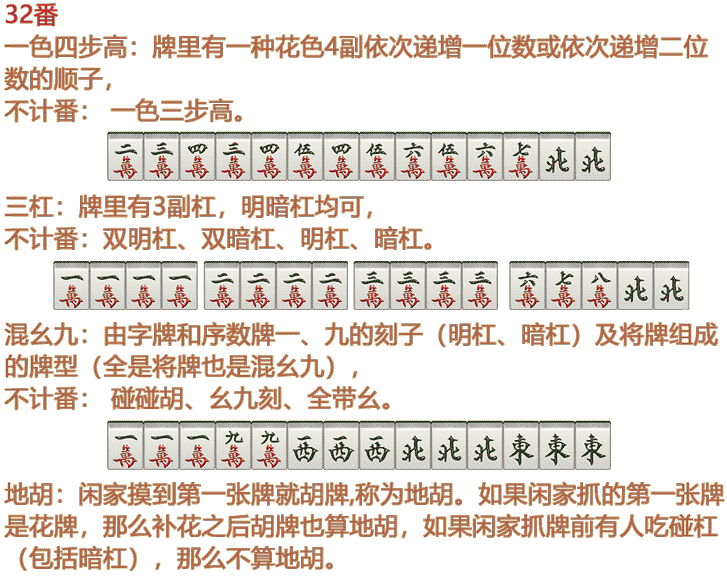 32番
一色四步高：牌里有一种花色4副依次递增一位数或依次递增二位
数的顺子，
不计番： 一色三步高。
二萬 三萬 四萬 三萬 四萬 伍萬 四萬 伍萬 六萬 伍萬 六萬 七萬 北 北
三杠：牌里有3副杠，明暗杠均可，
不计番：双明杠、双暗杠、明杠、暗杠。
一萬 一萬 一萬 一萬 二萬 二萬 二萬 二萬 三萬 三萬 三萬 三萬 六萬 七萬 八萬 北 北
混幺九：由字牌和序数牌一、九的刻子（明杠、暗杠）及将牌组成
的牌型（全是将牌也是混幺九），
不计番： 碰碰胡、幺九刻、全带幺。
一萬 一萬 一萬 九萬 九萬 西 西 西 北 北 北 東 東 東
地胡：闲家摸到第一张牌就胡牌,称为地胡。如果闲家抓的第一张牌
是花牌，那么补花之后胡牌也算地胡，如果闲家抓牌前有人吃碰杠
（包括暗杠），那么不算地胡。